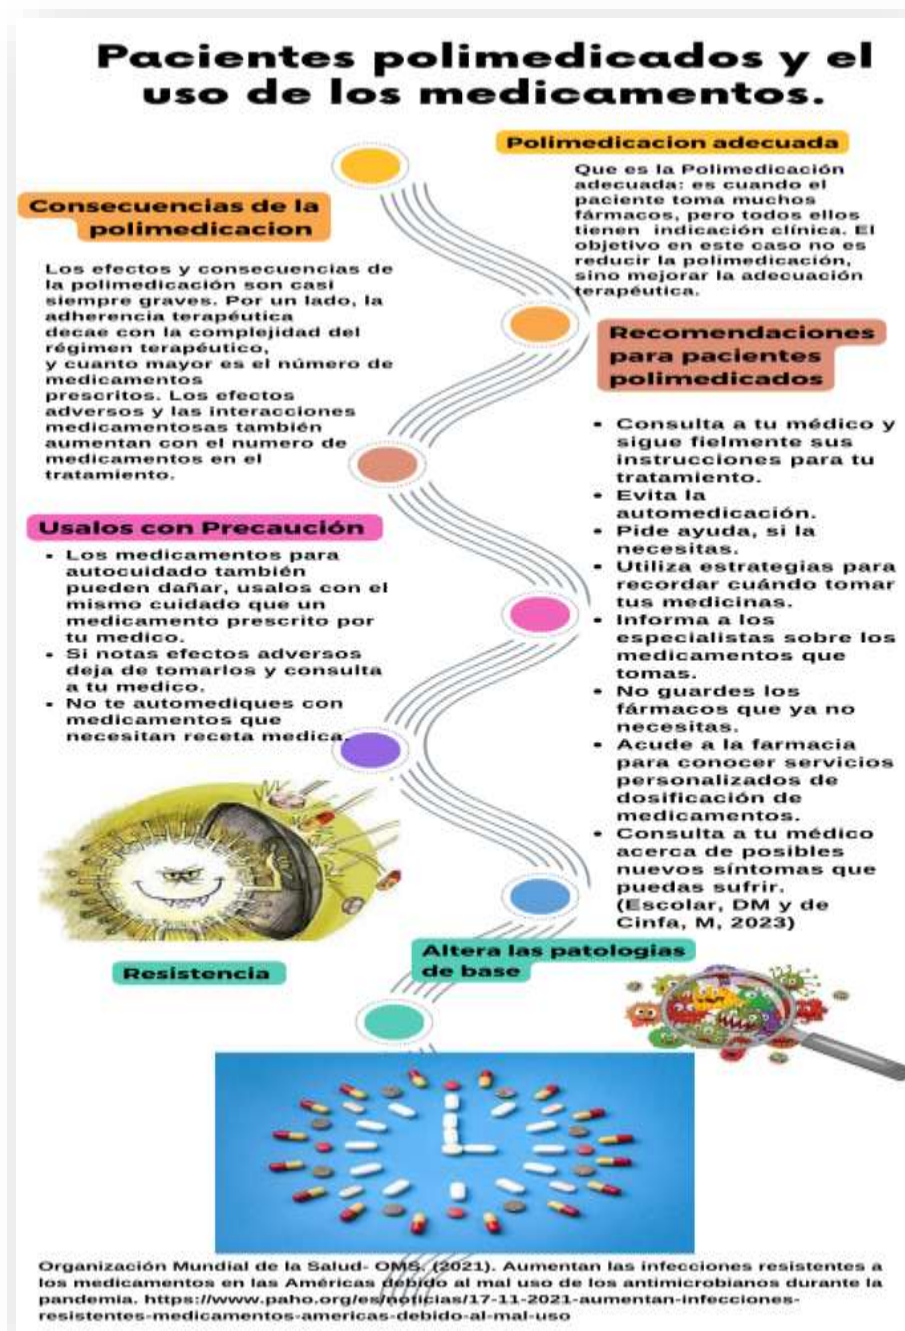 Pacientes polimedicados y el
uso de los medicamentos.
Polimedicacion adecuada
Que es la Polimedicación
adecuada: es cuando el
paciente toma muchos
fármacos, pero todos ellos
tienen indicación clínica. El
objetivo en este caso no es
reducir la polimedicación,
sino mejorar la adecuación
terapéutica.
Consecuencias de la
polimedicacion
Los efectos y consecuencias de
la polimedicación son casi
siempre graves. Por un lado, la
adherencia terapéutica
decae con la complejidad del
régimen terapéutico,
y cuanto mayor es el número de
medicamentos
prescritos. Los efectos
adversos y las interacciones
medicamentosas también
aumentan con el numero de
medicamentos en el
tratamiento.
Recomendaciones
para pacientes
polimedicados
• Consulta a tu médico y
sigue fielmente sus
instrucciones para tu
tratamiento.
• Evita la
automedicación.
• Pide ayuda, si la
necesitas.
• Utiliza estrategias para
recordar cuándo tomar
tus medicinas.
• Informa a los
especialistas sobre los
medicamentos que
tomas.
• No guardes los
fármacos que ya no
necesitas.
• Acude a la farmacia
para conocer servicios
personalizados de
dosificación de
medicamentos.
• Consulta a tu médico
acerca de posibles
nuevos síntomas que
puedas sufrir.
(Escolar, DM y de
Cinfa, M, 2023)
Usalos con Precaución
• Los medicamentos para
autocuidado también
pueden dañar, usalos con el
mismo cuidado que un
medicamento prescrito por
tu medico.
• Si notas efectos adversos
deja de tomarlos y consulta
a tu medico.
• No te automediques con
medicamentos que
necesitan receta medica.
Resistencia
Altera las patologias
de base
Organización Mundial de la Salud- OMS. (2021). Aumentan las infecciones resistentes a
los medicamentos en las Américas debido al mal uso de los antimicrobianos durante la
pandemia. https://www.paho.org/es/noticias/17-11-2021-aumentan-infecciones-
resistentes-medicamentos-americas-debido-al-mal-uso